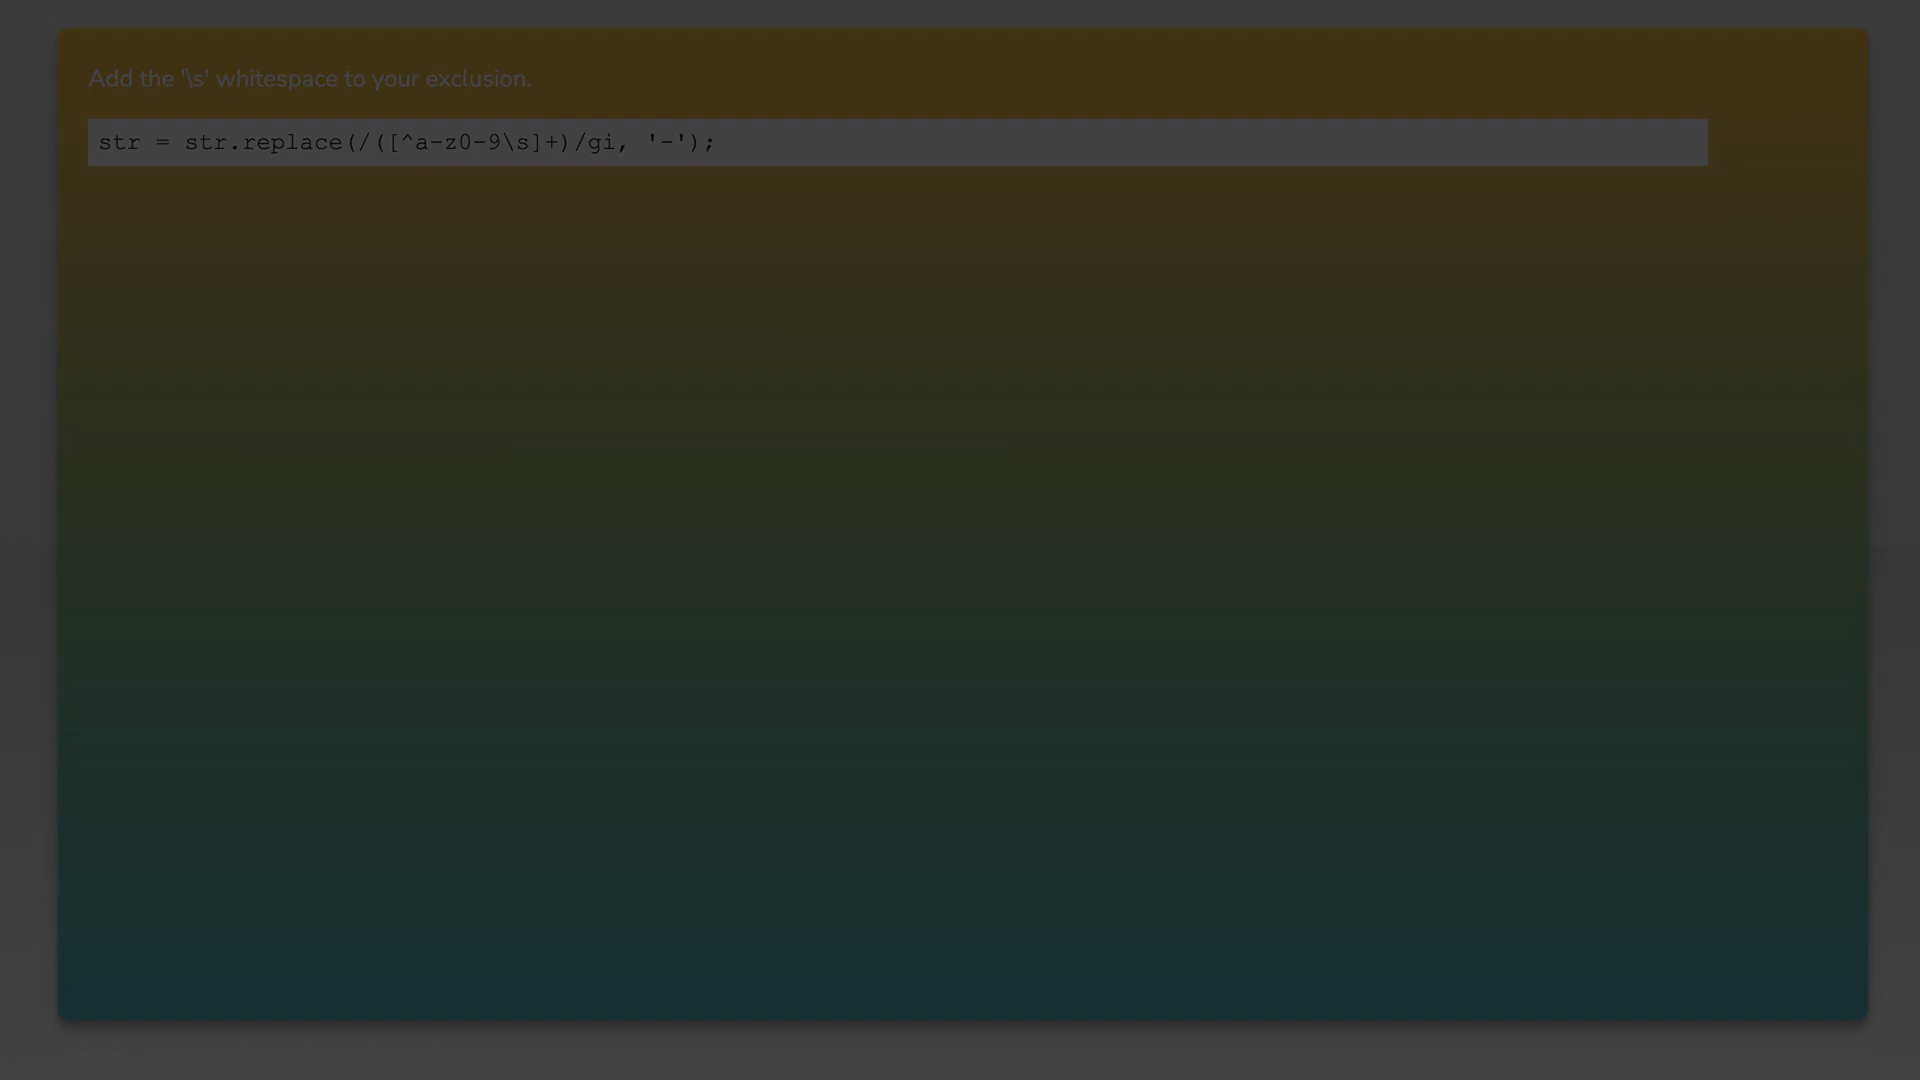 Add the '\s' whitespace to your exclusion.
str = str.replace(/([^a-z0-9\s]+)/gi, '-');